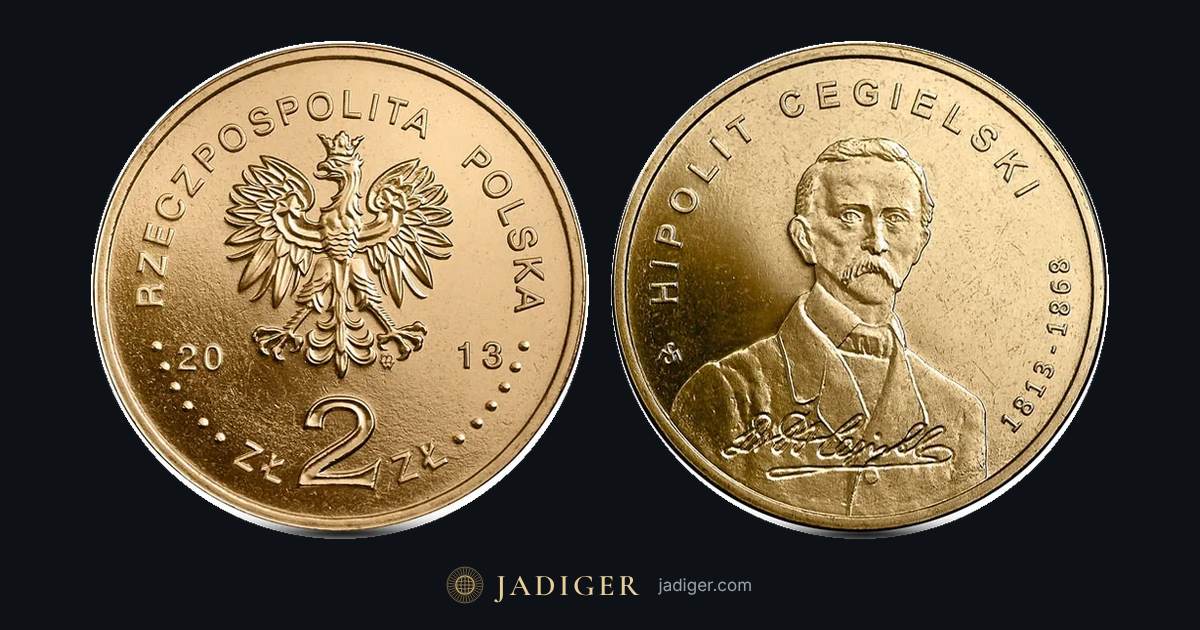 RZECZPOSPOLITA POLSKA
20 13
ZŁ 2 ZŁ
HIPOLIT CEGIELSKI
1813-1868
JADIGER jadiger.com